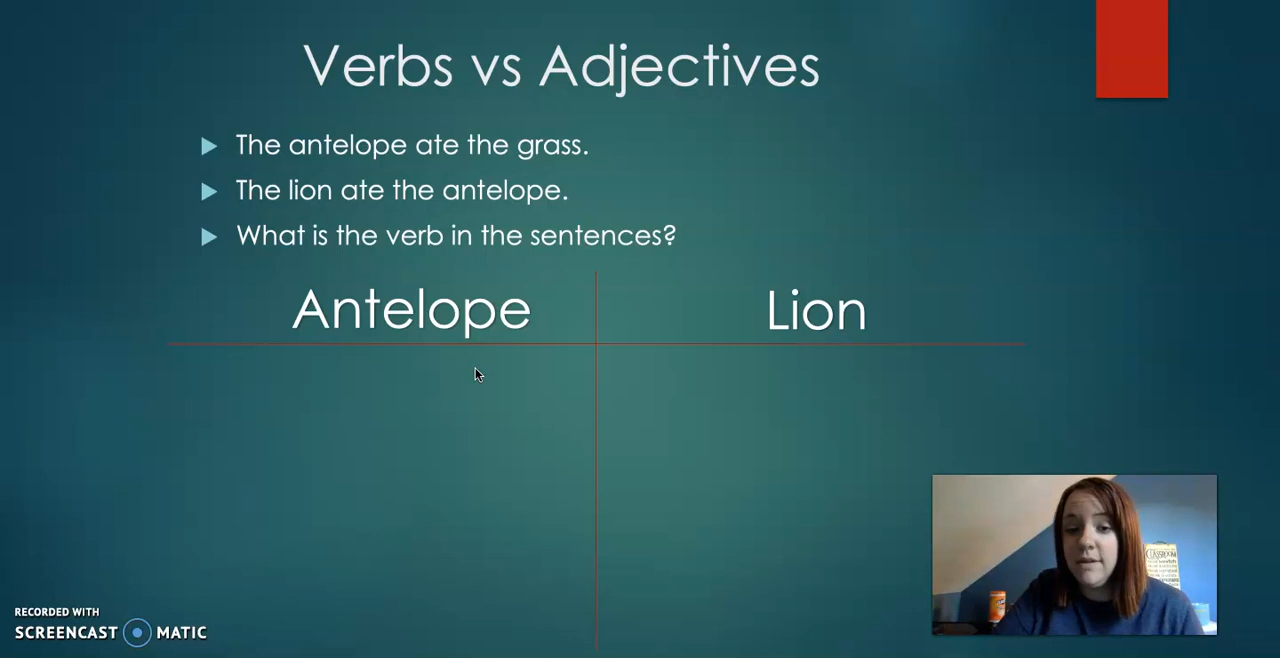 Verbs vs Adjectives
The antelope ate the grass.
The lion ate the antelope.
What is the verb in the sentences?
Antelope Lion
CLASSROOM
RECORDED WITH
SCREENCAST MATIC